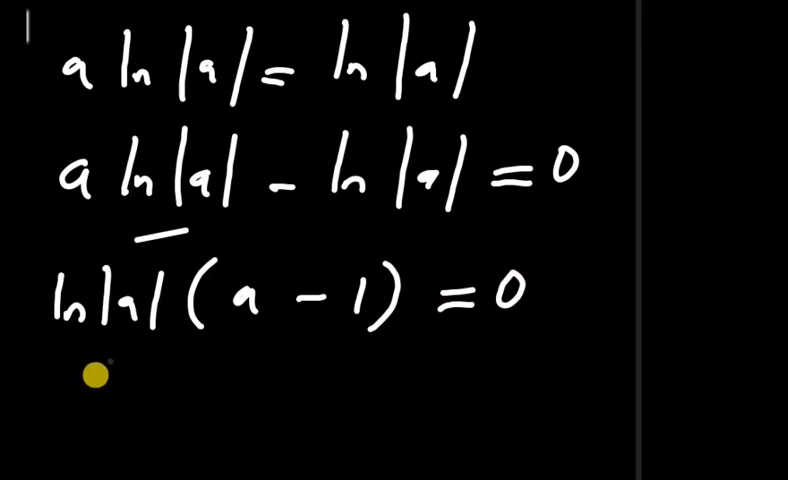 a ln |a| = ln |a|
a ln |a| - ln |a| = 0
ln |a| (a - 1) = 0